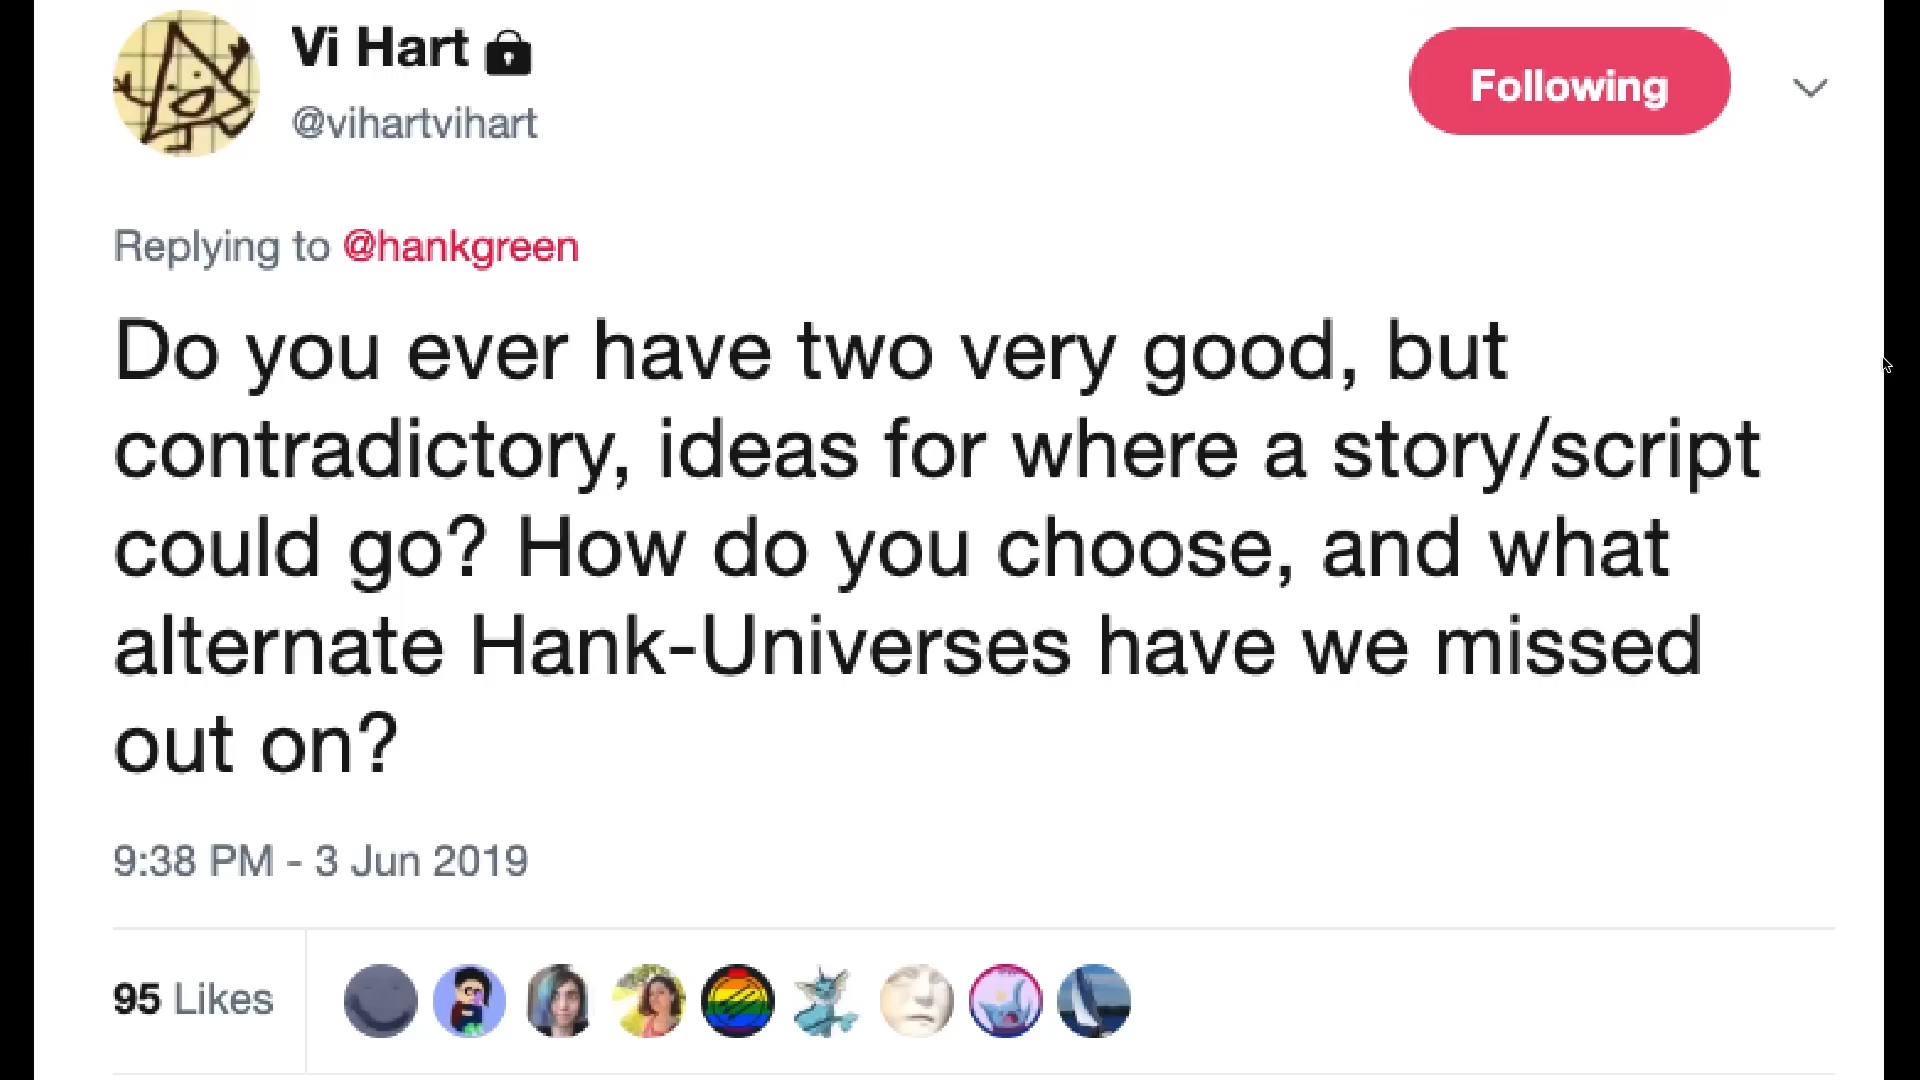 Vi Hart
@vihartvihart
Following
Replying to @hankgreen
Do you ever have two very good, but
contradictory, ideas for where a story/script
could go? How do you choose, and what
alternate Hank-Universes have we missed
out on?
9:38 PM - 3 Jun 2019
95 Likes